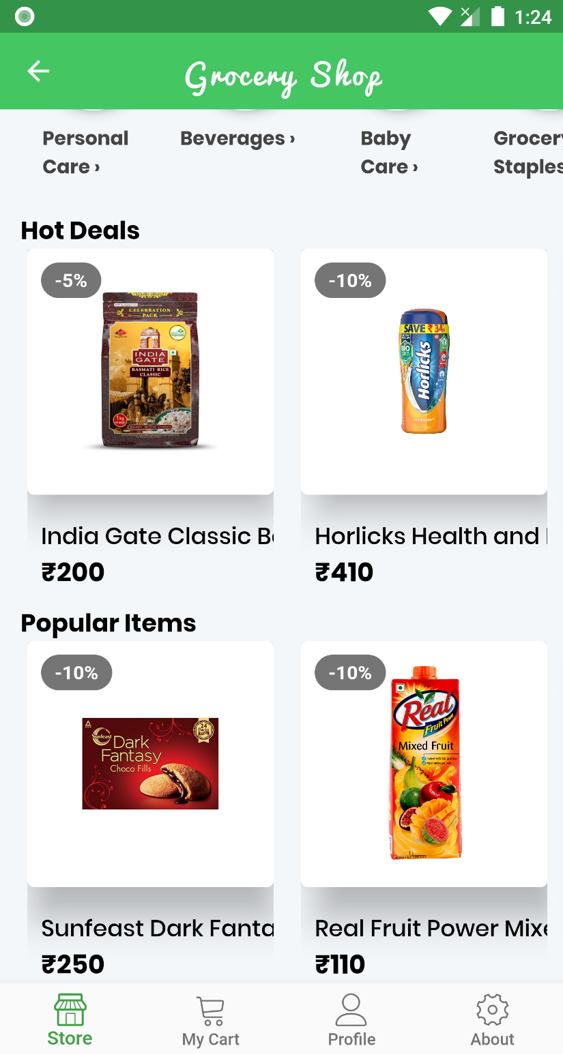 1:24
Grocery Shop
Personal
Care ›
Beverages ›
Baby
Care ›
Grocery
Staples
Hot Deals
-5%
CELEBRATION
PACK
INDIA
GATE
BASMATI RICE
CLASSIC
-10%
SAVE ₹34
Horlicks
India Gate Classic B
₹200
Horlicks Health and
₹410
Popular Items
-10%
Sunfeast
Dark
Fantasy
Choco Fills
-10%
Real
Fruit Power
Mixed Fruit
Sunfeast Dark Fanta
₹250
Real Fruit Power Mixe
₹110
Store
My Cart
Profile
About